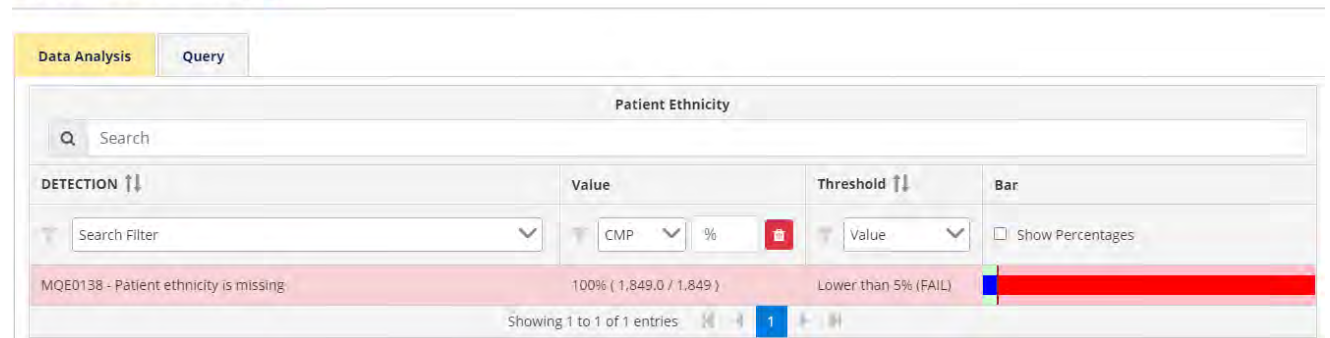 Data Analysis Query
Patient Ethnicity
Search
DETECTION Value Threshold Bar
Search Filter CMP % Value Show Percentages
MQE0138 - Patient ethnicity is missing 100% ( 1,849.0 / 1,849 ) Lower than 5% (FAIL)
Showing 1 to 1 of 1 entries 1